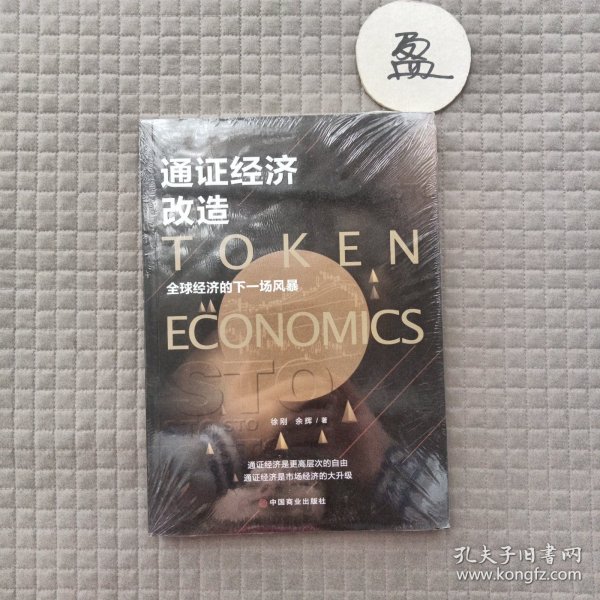 盈
通证经济
改造
TOKEN
全球经济的下一场风暴
ECONOMICS
STO
STO STO
徐刚 余辉/著
通证经济是更高层次的自由
通证经济是市场经济的大升级
中国商业出版社
孔夫子旧书网
www.kongfz.com